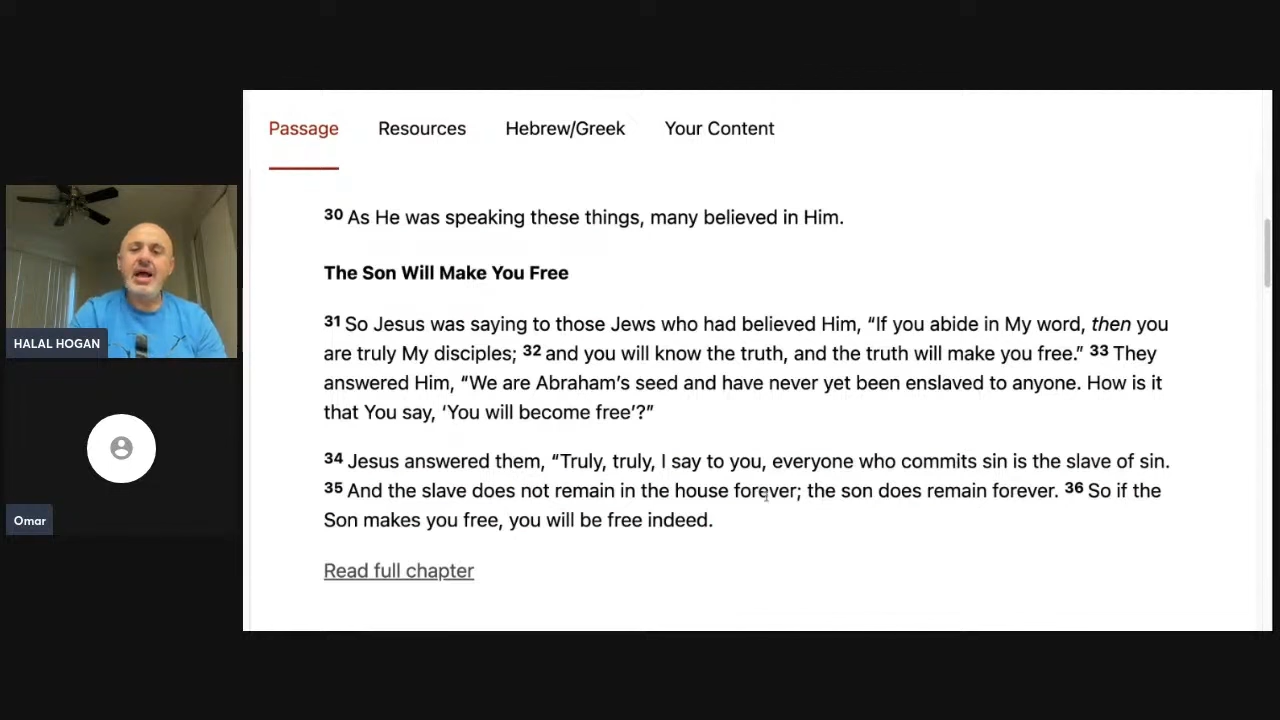 Passage Resources Hebrew/Greek Your Content
30 As He was speaking these things, many believed in Him.
The Son Will Make You Free
31 So Jesus was saying to those Jews who had believed Him, “If you abide in My word, then you
are truly My disciples; 32 and you will know the truth, and the truth will make you free.” 33 They
answered Him, “We are Abraham’s seed and have never yet been enslaved to anyone. How is it
that You say, ‘You will become free’?”
34 Jesus answered them, “Truly, truly, I say to you, everyone who commits sin is the slave of sin.
35 And the slave does not remain in the house forever; the son does remain forever. 36 So if the
Son makes you free, you will be free indeed.
Read full chapter
HALAL HOGAN
Omar